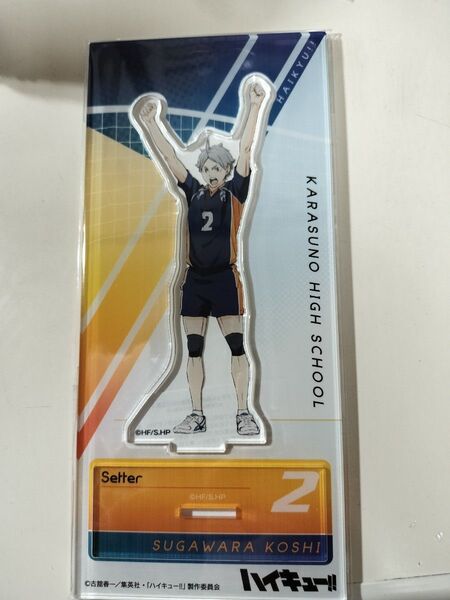 HAIKYU!!
KARASUNO HIGH SCHOOL
2
©HF/S.HP
Setter
©HF/S.HP
2
SUGAWARA KOSHI
©古舘春一／集英社・「ハイキュー!!」製作委員会
ハイキュー!!